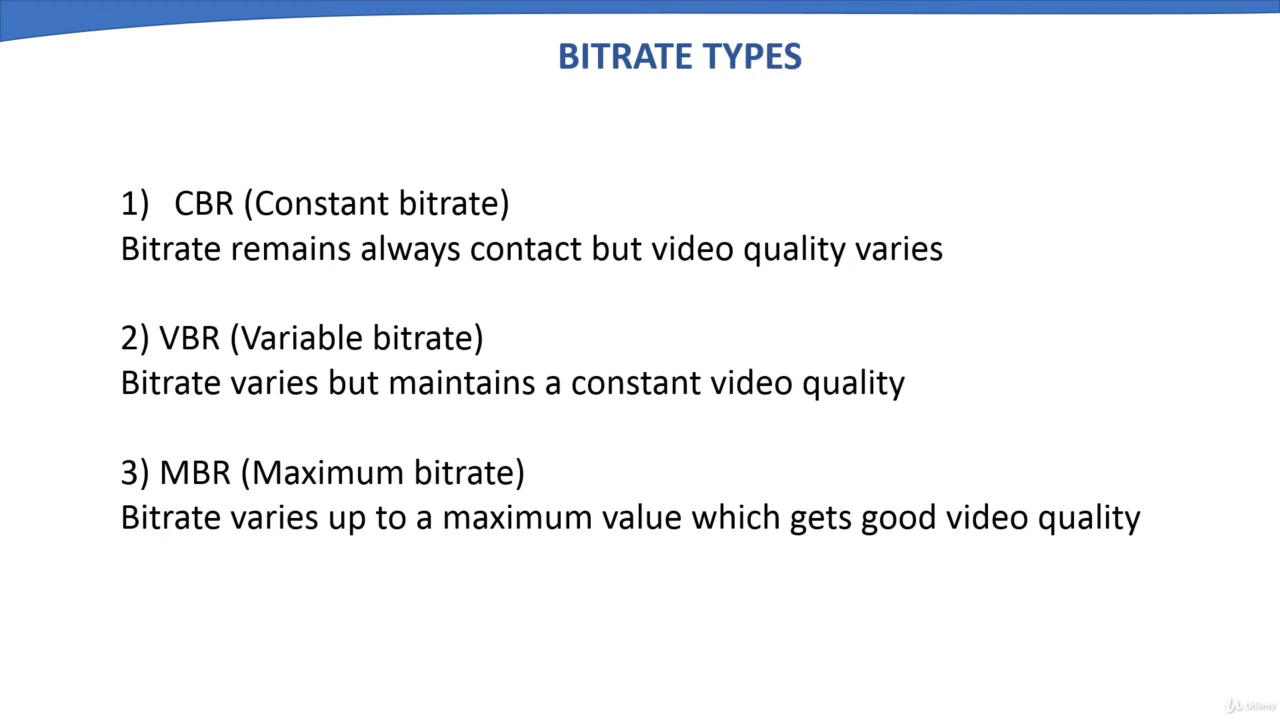 BITRATE TYPES
1) CBR (Constant bitrate)
Bitrate remains always contact but video quality varies
2) VBR (Variable bitrate)
Bitrate varies but maintains a constant video quality
3) MBR (Maximum bitrate)
Bitrate varies up to a maximum value which gets good video quality
Udemy